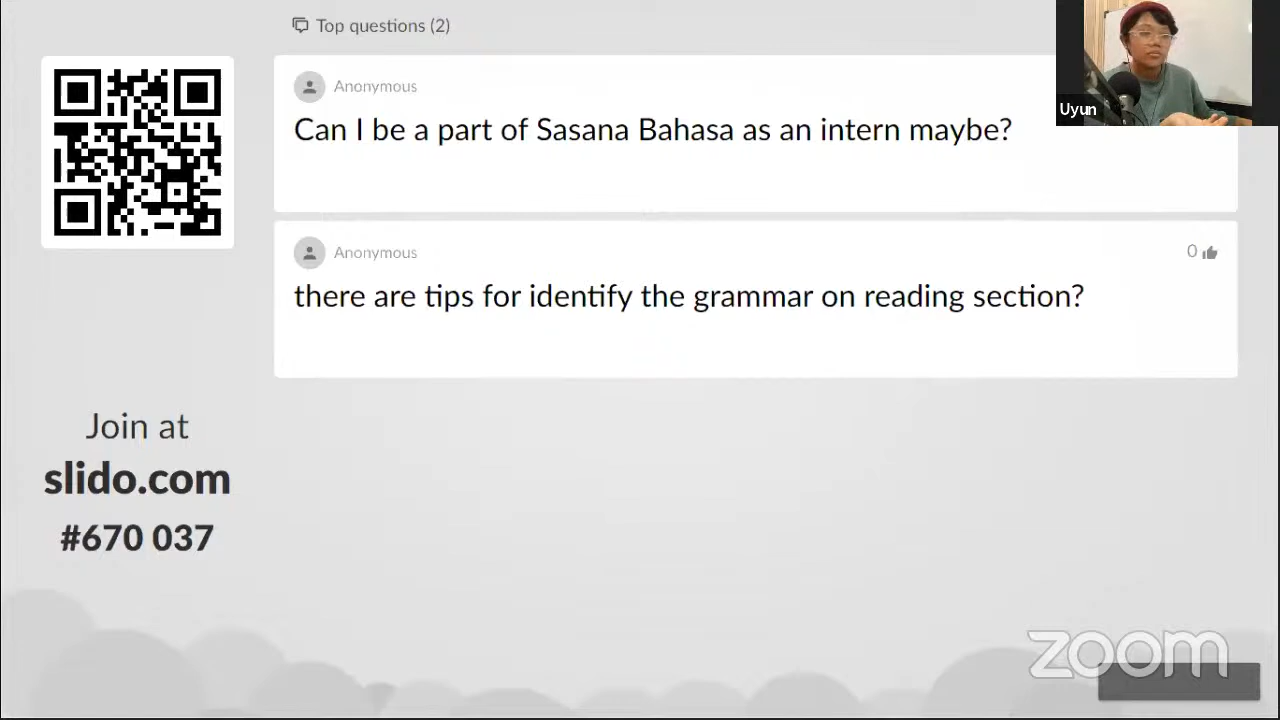 Top questions (2)
Anonymous
Can I be a part of Sasana Bahasa as an intern maybe?
Anonymous
0
there are tips for identify the grammar on reading section?
Join at
slido.com
#670 037
Uyun
zoom